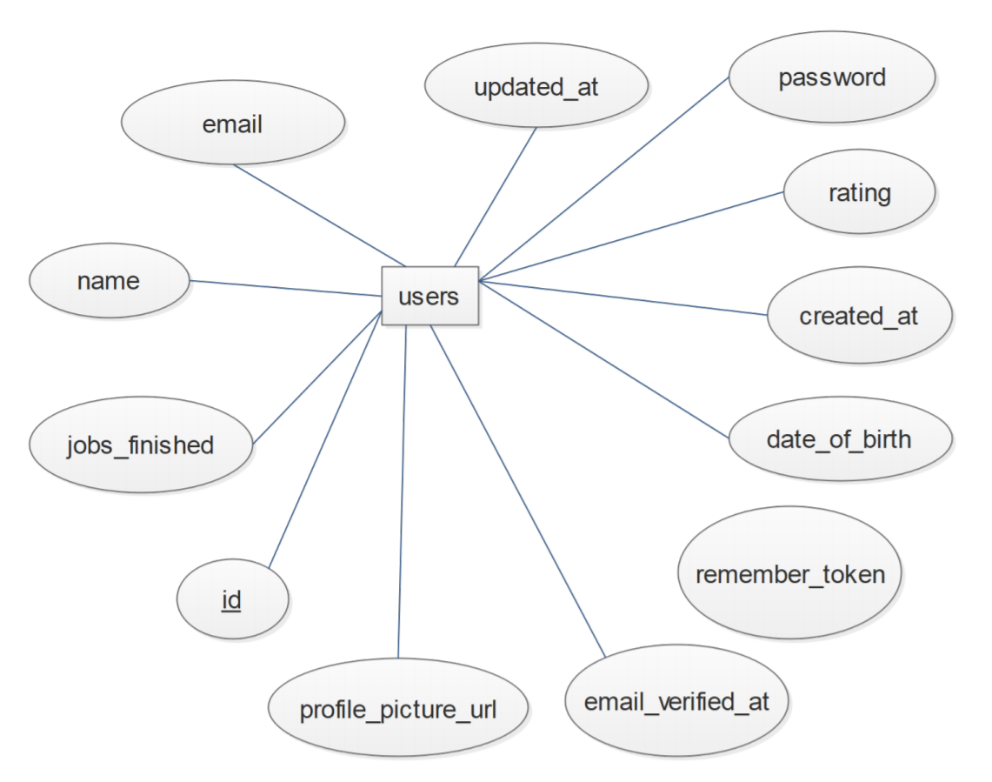 updated_at
password
email
rating
name
users
created_at
jobs_finished
date_of_birth
remember_token
id
profile_picture_url
email_verified_at